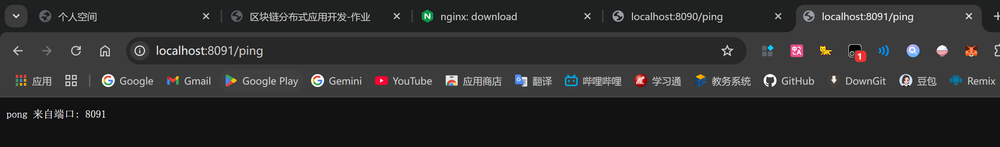 个人空间
区块链分布式应用开发-作业
nginx: download
localhost:8090/ping
localhost:8091/ping
localhost:8091/ping
1
应用
Google
Gmail
Google Play
Gemini
YouTube
应用商店
翻译
哔哩哔哩
学习通
教务系统
GitHub
DownGit
豆包
Remix
pong 来自端口: 8091